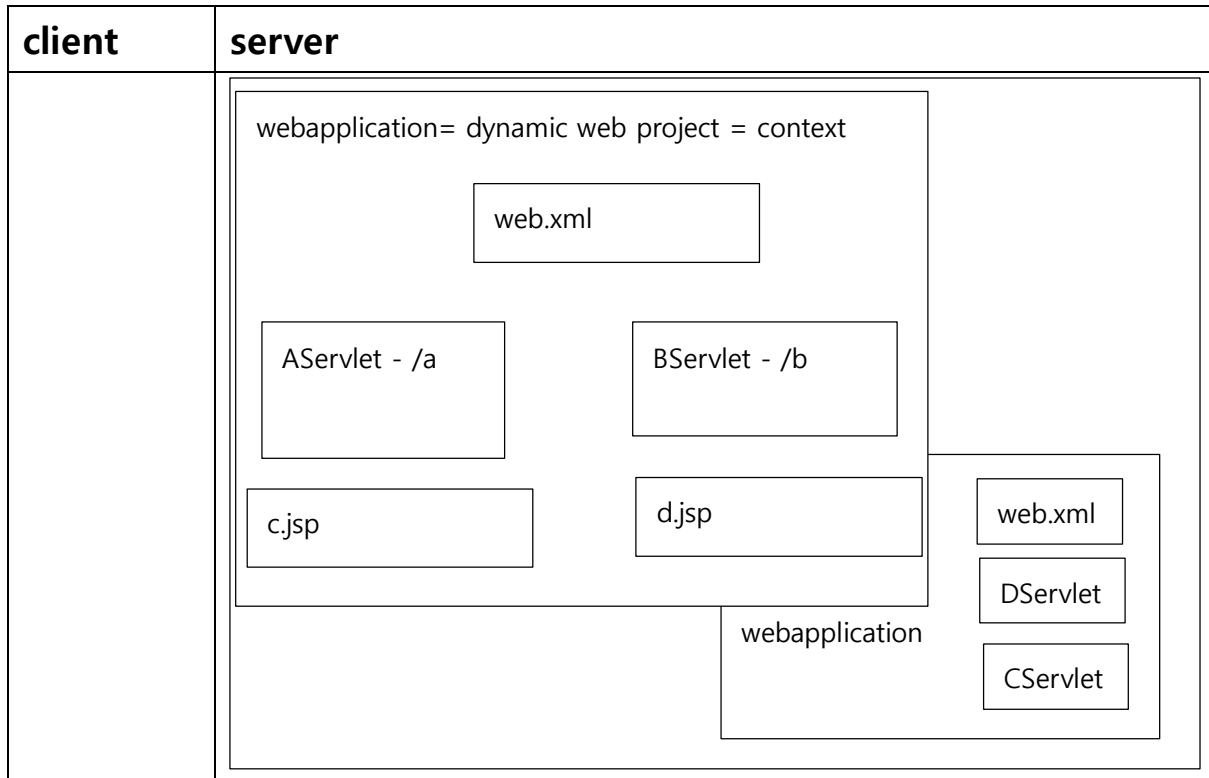 client
server
webapplication= dynamic web project = context
web.xml
AServlet - /a
BServlet - /b
c.jsp
d.jsp
web.xml
DServlet
webapplication
CServlet